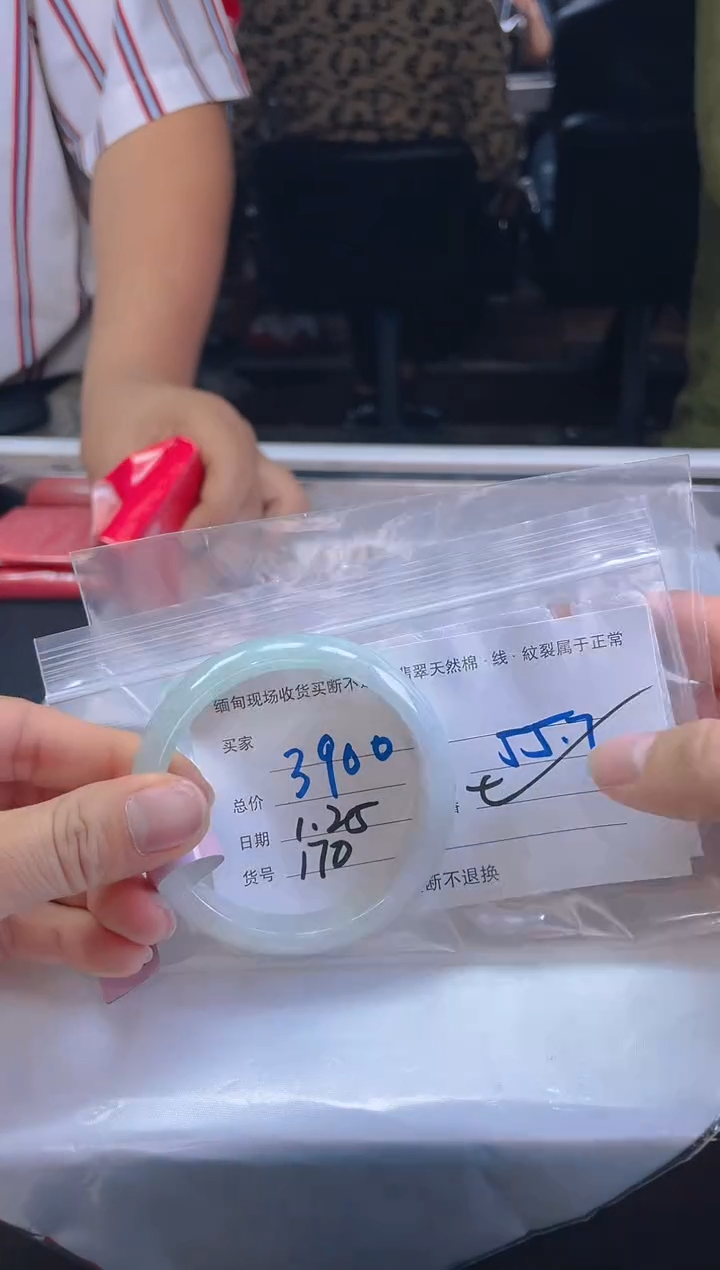 缅甸现场收货买断不 翡翠天然棉·线·紋裂属于正常
买家 3900 55.7
总价
日期 1.25
货号 170
断不退换